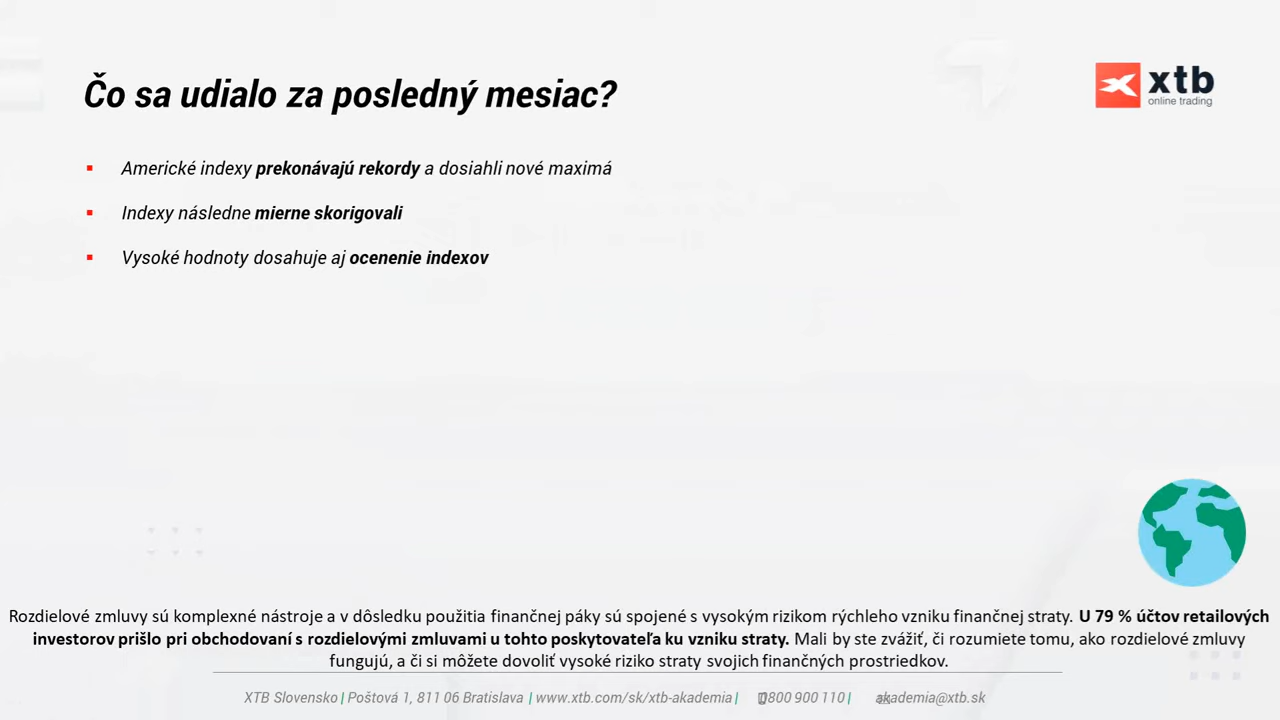 Čo sa udialo za posledný mesiac?
xtb
online trading
Americké indexy prekonávajú rekordy a dosiahli nové maximá
Indexy následne mierne skorigovali
Vysoké hodnoty dosahuje aj ocenenie indexov
Rozdielové zmluvy sú komplexné nástroje a v dôsledku použitia finančnej páky sú spojené s vysokým rizikom rýchleho vzniku finančnej straty. U 79 % účtov retailových
investorov prišlo pri obchodovaní s rozdielovými zmluvami u tohto poskytovateľa ku vzniku straty. Mali by ste zvážiť, či rozumiete tomu, ako rozdielové zmluvy
fungujú, a či si môžete dovoliť vysoké riziko straty svojich finančných prostriedkov.
XTB Slovensko | Poštová 1, 811 06 Bratislava | www.xtb.com/sk/xtb-akademia | 0800 900 110 | akademia@xtb.sk